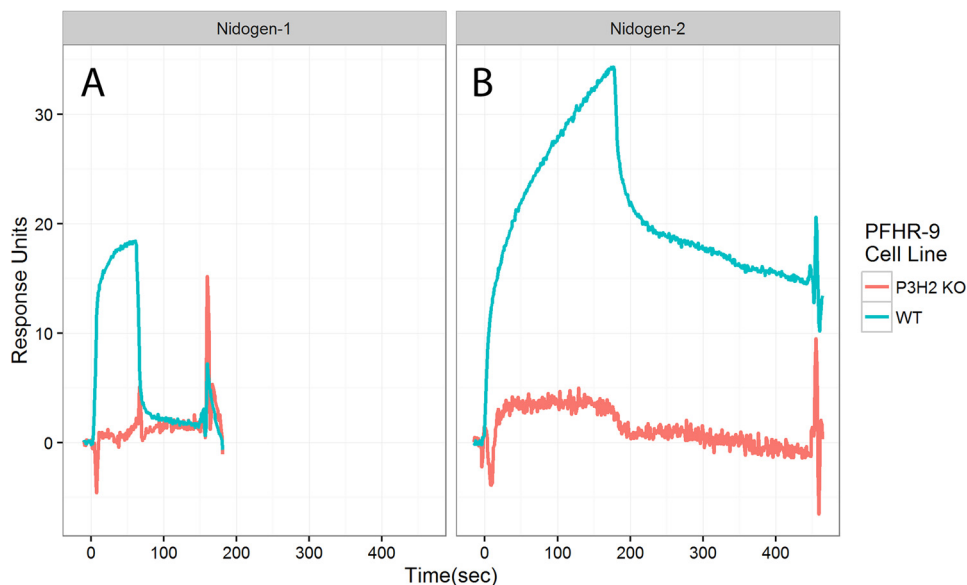 Nidogen-1
Nidogen-2
A
B
Response Units
30
20
10
0
0 100 200 300 400
0 100 200 300 400
Time(sec)
PFHR-9
Cell Line
P3H2 KO
WT